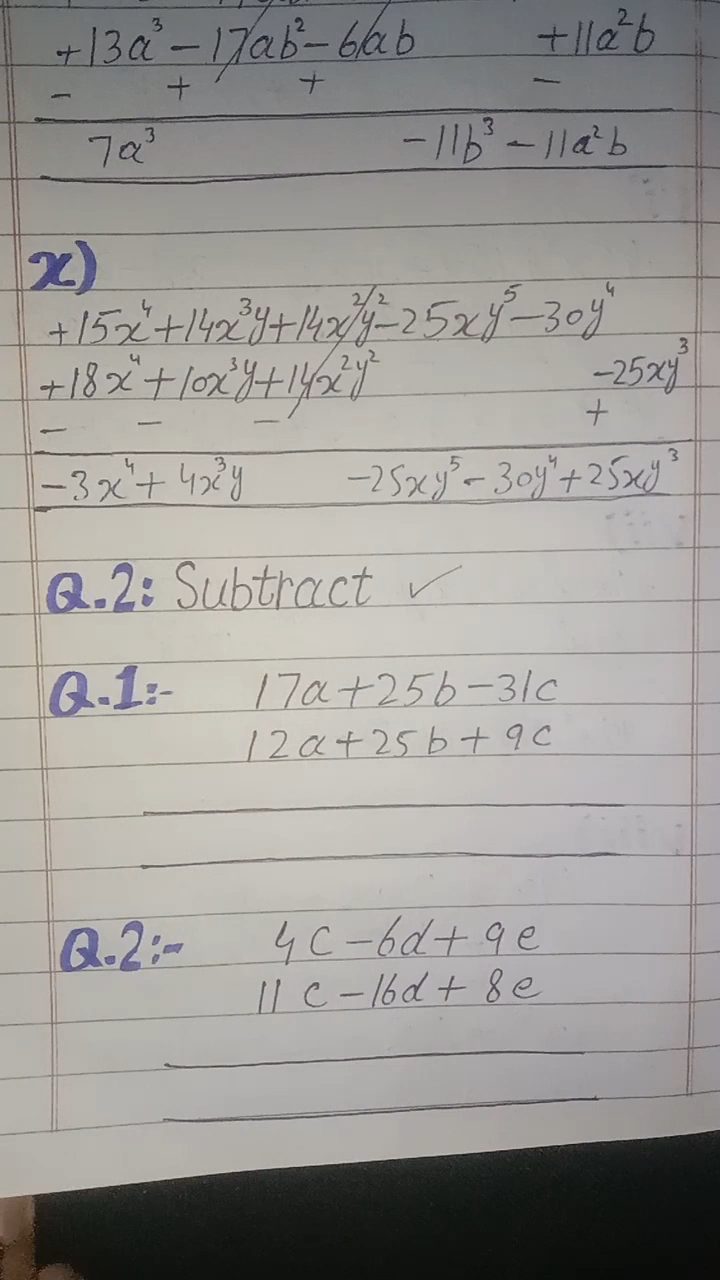 +13a³ - 17ab² - 6ab +11a²b
- + + -
7a³ -11b³ - 11a²b
x)
+15x⁴ + 14x³y + 14x²y² - 25xy⁵ - 30y⁴
+18x⁴ + 10x³y + 14x²y² -25xy³
- - - +
-3x⁴ + 4x³y -25xy⁵ - 30y⁴ + 25xy³
Q.2: Subtract ✓
Q.1:- 17a + 25b - 31c
12a + 25b + 9c
Q.2:- 4c - 6d + 9e
11c - 16d + 8e